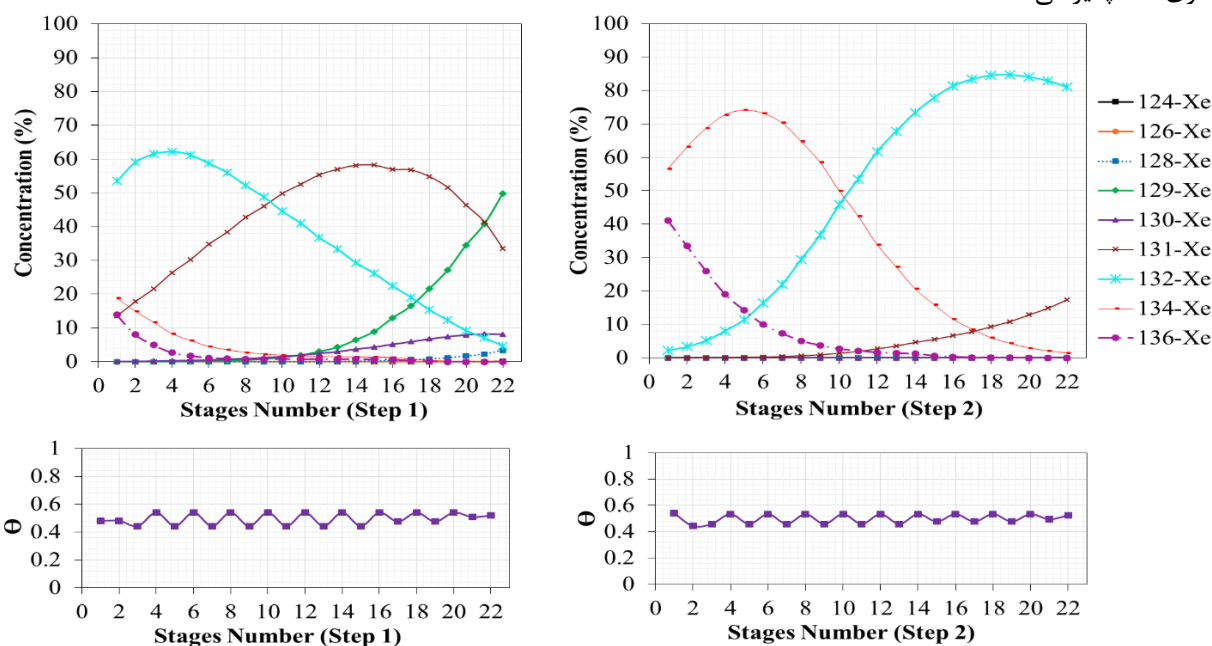 100
90
80
70
60
50
40
30
20
10
0
Concentration (%)
0 2 4 6 8 10 12 14 16 18 20 22
Stages Number (Step 1)
100
90
80
70
60
50
40
30
20
10
0
Concentration (%)
0 2 4 6 8 10 12 14 16 18 20 22
Stages Number (Step 2)
124-Xe
126-Xe
128-Xe
129-Xe
130-Xe
131-Xe
132-Xe
134-Xe
136-Xe
1
0.8
0.6
0.4
0.2
0
Θ
0 2 4 6 8 10 12 14 16 18 20 22
Stages Number (Step 1)
1
0.8
0.6
0.4
0.2
0
Θ
0 2 4 6 8 10 12 14 16 18 20 22
Stages Number (Step 2)